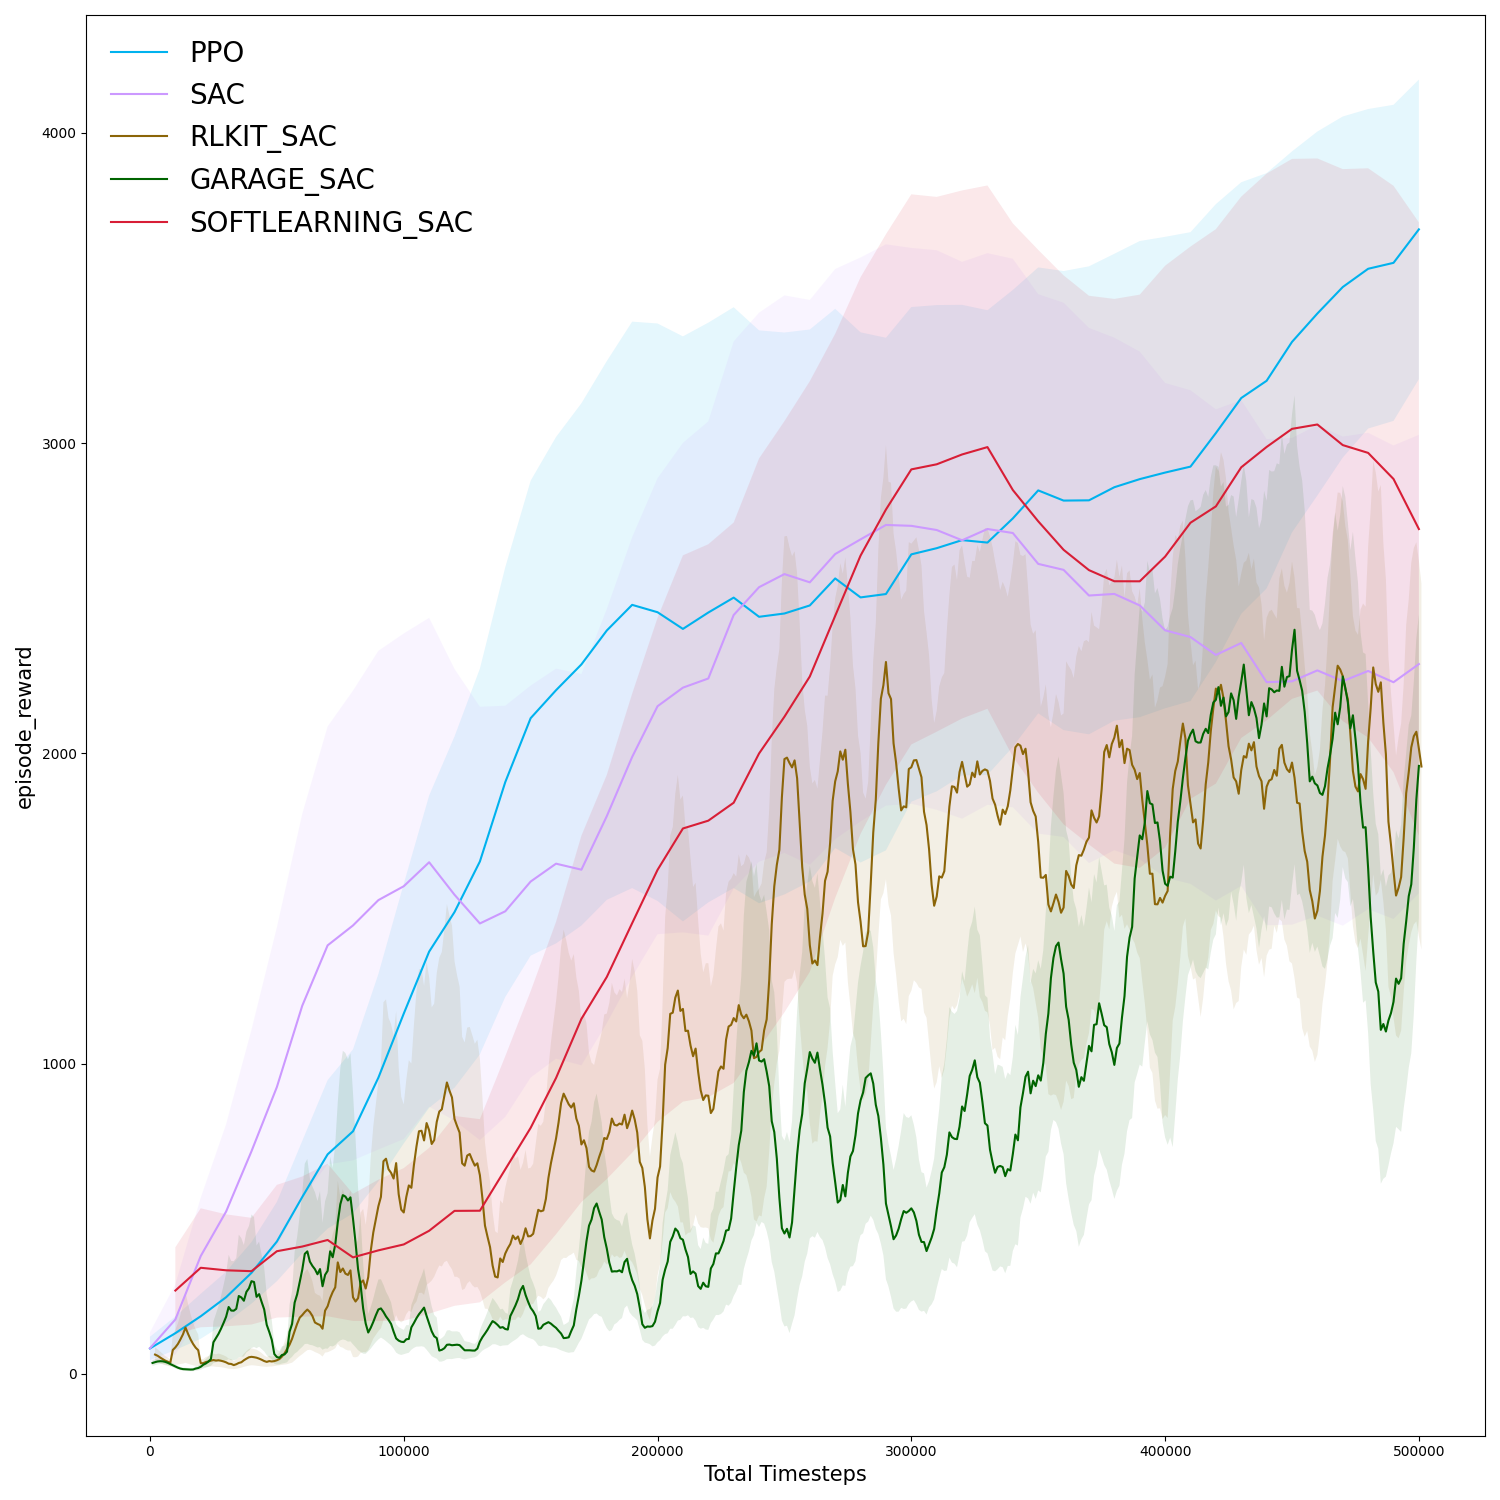 PPO
SAC
RLKIT_SAC
GARAGE_SAC
SOFTLEARNING_SAC
4000
3000
2000
1000
0
episode_reward
0 100000 200000 300000 400000 500000
Total Timesteps